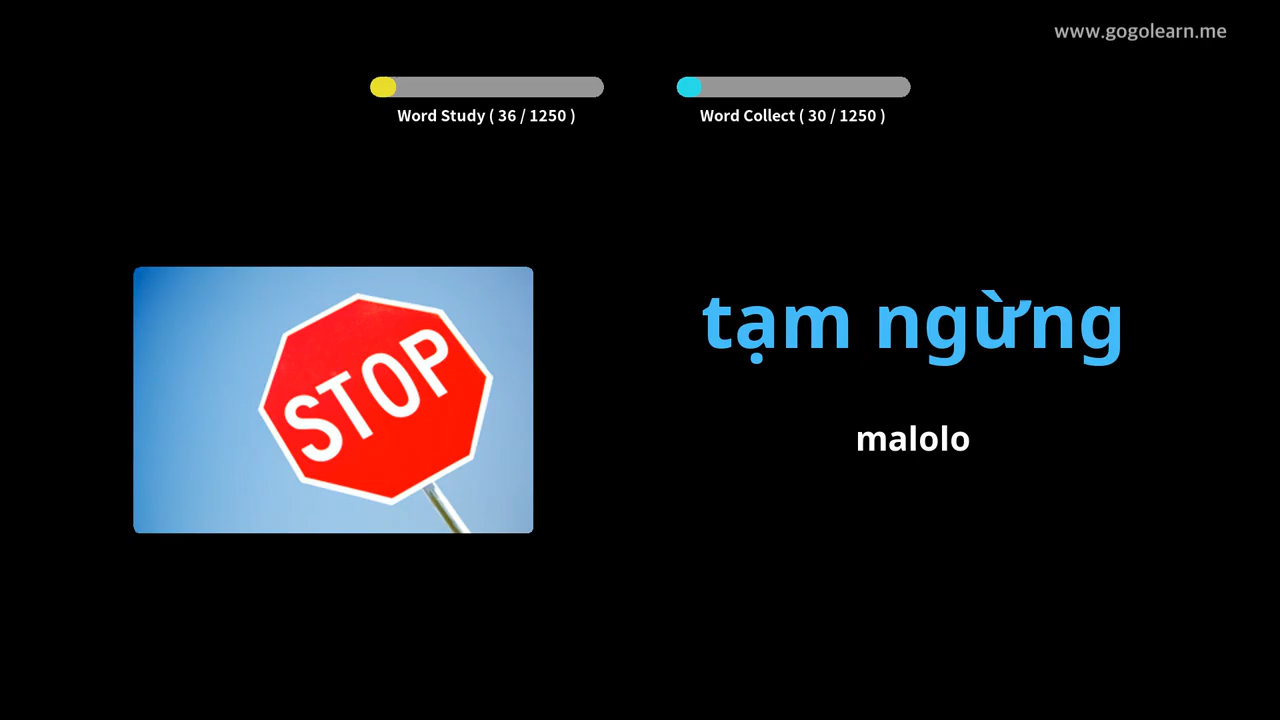 www.gogolearn.me
Word Study ( 36 / 1250 )
Word Collect ( 30 / 1250 )
STOP
tạm ngừng
malolo